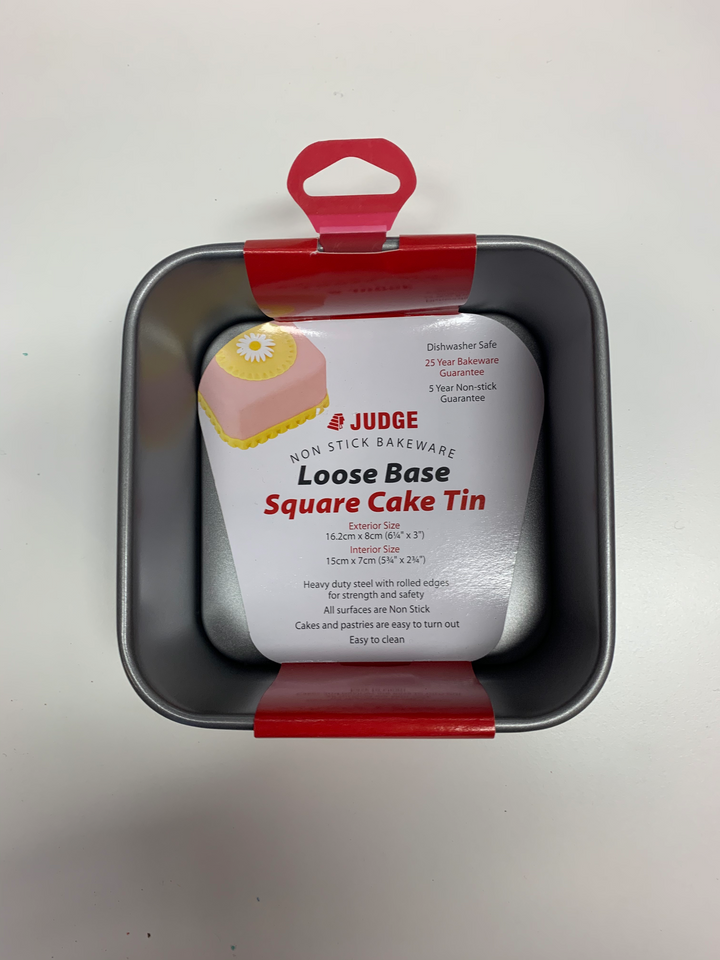 Dishwasher Safe
25 Year Bakeware
Guarantee
5 Year Non-stick
Guarantee
JUDGE
NON STICK BAKEWARE
Loose Base
Square Cake Tin
Exterior Size
16.2cm x 8cm (6¼" x 3")
Interior Size
15cm x 7cm (5¾" x 2¾")
Heavy duty steel with rolled edges
for strength and safety
All surfaces are Non Stick
Cakes and pastries are easy to turn out
Easy to clean